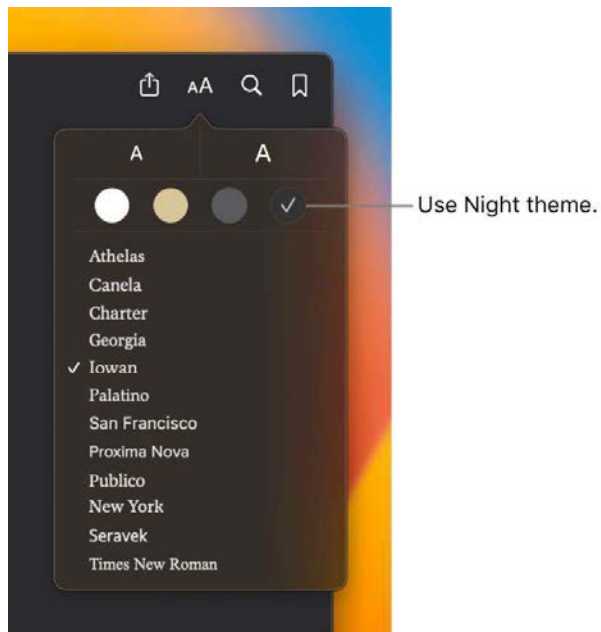 AA
A A
Use Night theme.
Athelas
Canela
Charter
Georgia
✓ Iowan
Palatino
San Francisco
Proxima Nova
Publico
New York
Seravek
Times New Roman